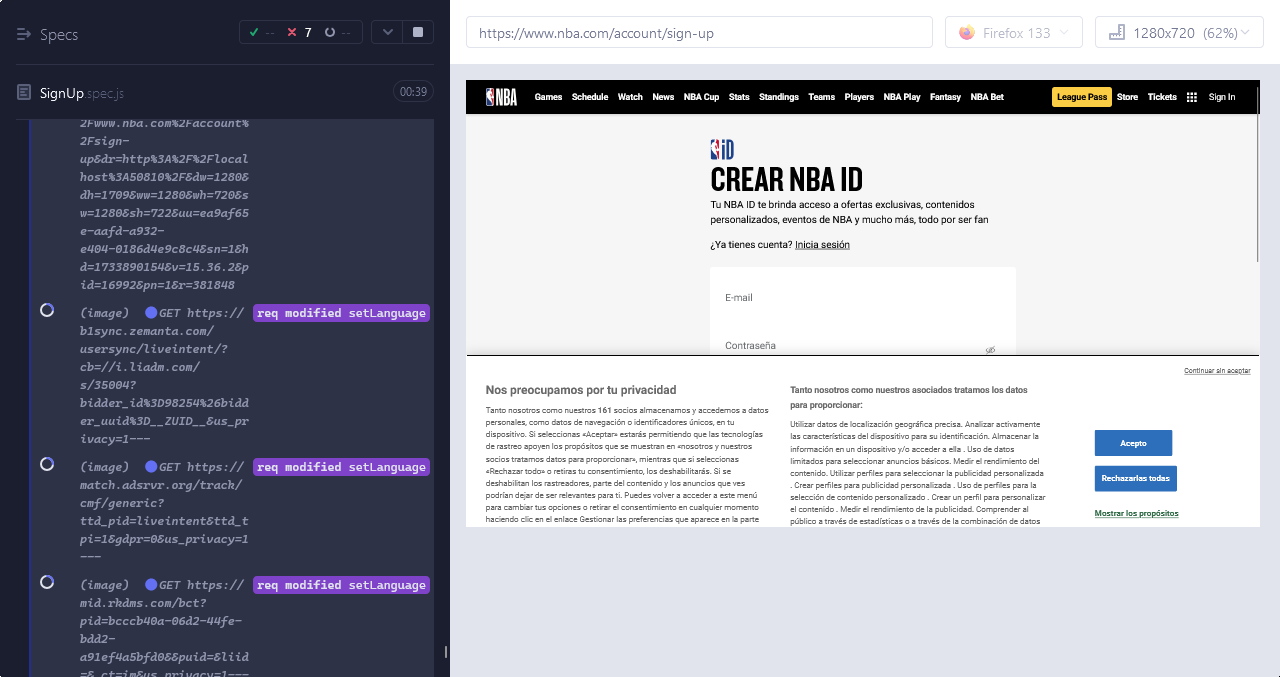 Specs
--
7
--
SignUp.spec.js
00:39
2Fwww.nba.com%2Faccount%
2Fsign-
up&dr=http%3A%2F%2Flocal
host%3A50810%2F&dw=1280&
dh=1709&ww=1280&wh=720&s
w=1280&sh=722&uu=ea9af65
e-aafd-a932-
e404-0186d4e9c8c4&sn=1&h
d=1733890154&v=15.36.2&p
id=16992&pn=1&r=381848
(image) GET https:// req modified setLanguage
b1sync.zemanta.com/
usersync/liveintent/?
cb=//i.liadm.com/
s/35004?
bidder_id%3D98254%26bidd
er_uuid%3D__ZUID__&us_pr
ivacy=1---
(image) GET https:// req modified setLanguage
match.adsrvr.org/track/
cmf/generic?
ttd_pid=liveintent&ttd_t
pi=1&gdpr=0&us_privacy=1
---
(image) GET https:// req modified setLanguage
mid.rkdms.com/bct?
pid=bcccb40a-06d2-44fe-
bdd2-
a91ef4a5bfd0&&puid=&liid
=&_ct=im&us_privacy=1---
https://www.nba.com/account/sign-up
Firefox 133
1280x720 (62%)
NBA Games Schedule Watch News NBA Cup Stats Standings Teams Players NBA Play Fantasy NBA Bet League Pass Store Tickets Sign In
iD
CREAR NBA ID
Tu NBA ID te brinda acceso a ofertas exclusivas, contenidos
personalizados, eventos de NBA y mucho más, todo por ser fan
¿Ya tienes cuenta? Inicia sesión
E-mail
Contraseña
Continuar sin aceptar
Nos preocupamos por tu privacidad
Tanto nosotros como nuestros 161 socios almacenamos y accedemos a datos
personales, como datos de navegación o identificadores únicos, en tu
dispositivo. Si seleccionas «Aceptar» estarás permitiendo que las tecnologías
de rastreo apoyen los propósitos que se muestran en «nosotros y nuestros
socios tratamos datos para proporcionar», mientras que si seleccionas
«Rechazar todo» o retiras tu consentimiento, los deshabilitarás. Si se
deshabilitan los rastreadores, parte del contenido y los anuncios que ves
podrían dejar de ser relevantes para ti. Puedes volver a acceder a este menú
para cambiar tus opciones o retirar el consentimiento en cualquier momento
haciendo clic en el enlace Gestionar las preferencias que aparece en la parte
Tanto nosotros como nuestros asociados tratamos los datos
para proporcionar:
Utilizar datos de localización geográfica precisa. Analizar activamente
las características del dispositivo para su identificación. Almacenar la
información en un dispositivo y/o acceder a ella . Uso de datos
limitados para seleccionar anuncios básicos. Medir el rendimiento del
contenido. Utilizar perfiles para seleccionar la publicidad personalizada
. Crear perfiles para publicidad personalizada . Uso de perfiles para la
selección de contenido personalizado . Crear un perfil para personalizar
el contenido . Medir el rendimiento de la publicidad. Comprender al
público a través de estadísticas o a través de la combinación de datos
Acepto
Rechazarlas todas
Mostrar los propósitos